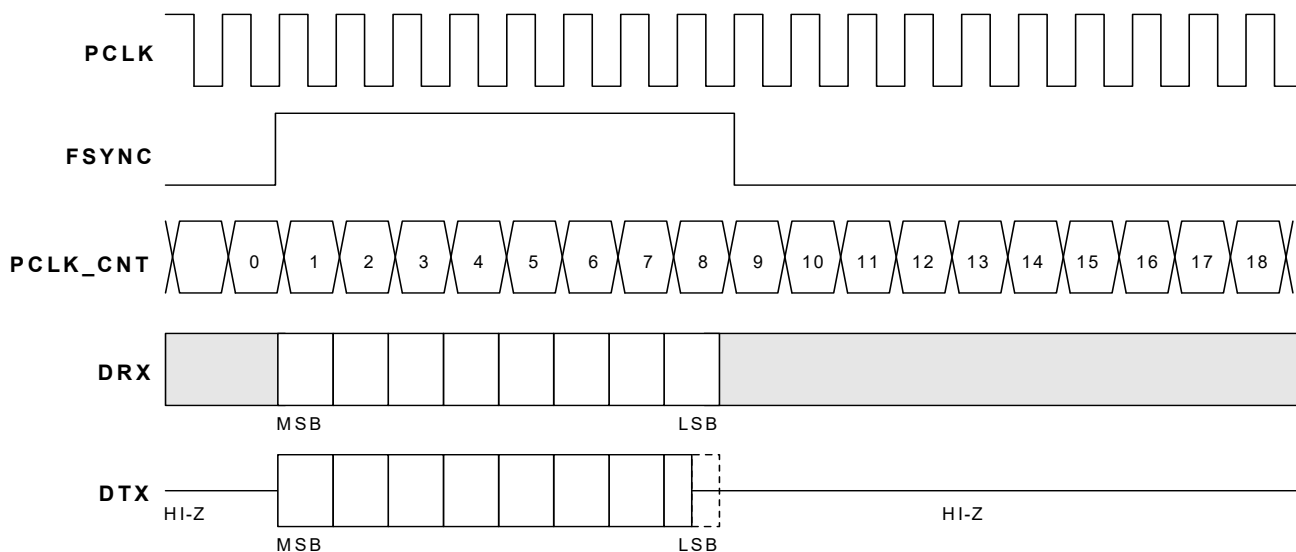 PCLK
FSYNC
PCLK_CNT 0 1 2 3 4 5 6 7 8 9 10 11 12 13 14 15 16 17 18
DRX
MSB LSB
DTX
HI-Z HI-Z
MSB LSB